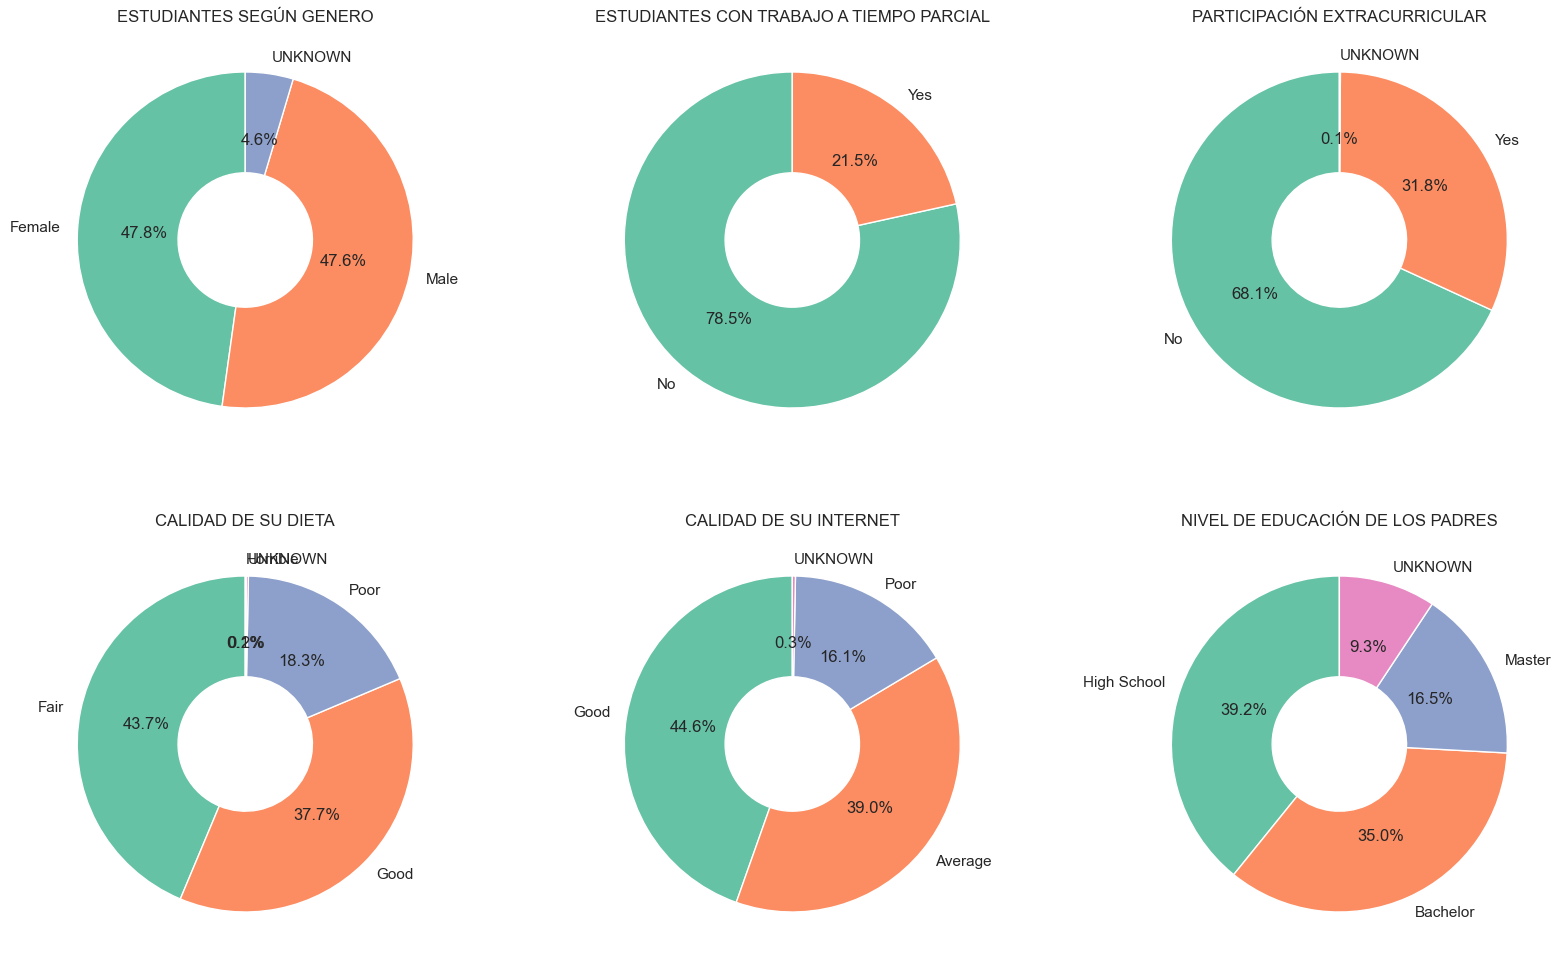 ESTUDIANTES SEGÚN GENERO
UNKNOWN
4.6%
Female
47.8%
47.6%
Male
ESTUDIANTES CON TRABAJO A TIEMPO PARCIAL
Yes
21.5%
78.5%
No
PARTICIPACIÓN EXTRACURRICULAR
UNKNOWN
0.1%
Yes
31.8%
68.1%
No
CALIDAD DE SU DIETA
UNKNOWN
Poor
18.3%
Fair
43.7%
37.7%
Good
CALIDAD DE SU INTERNET
UNKNOWN
Poor
0.3%
16.1%
Good
44.6%
39.0%
Average
NIVEL DE EDUCACIÓN DE LOS PADRES
UNKNOWN
9.3%
Master
High School
16.5%
39.2%
35.0%
Bachelor